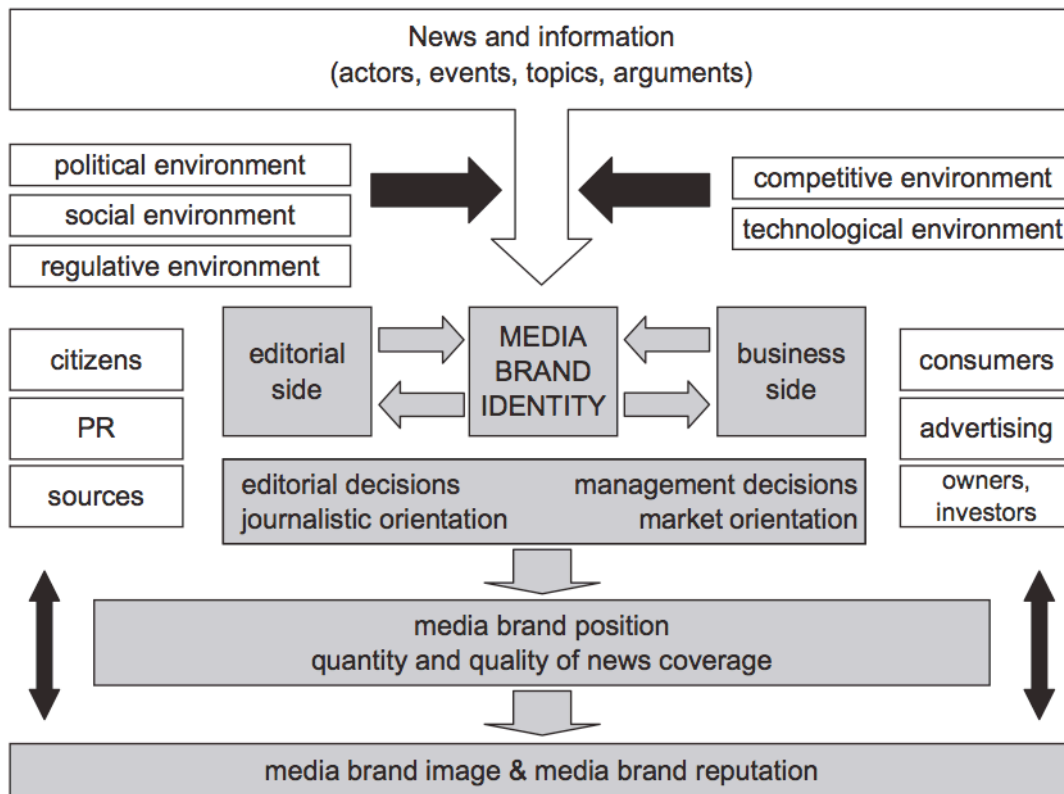 News and information
(actors, events, topics, arguments)
political environment
social environment
regulative environment
competitive environment
technological environment
citizens
PR
sources
editorial
side
MEDIA
BRAND
IDENTITY
business
side
consumers
advertising
owners,
investors
editorial decisions
journalistic orientation
management decisions
market orientation
media brand position
quantity and quality of news coverage
media brand image & media brand reputation